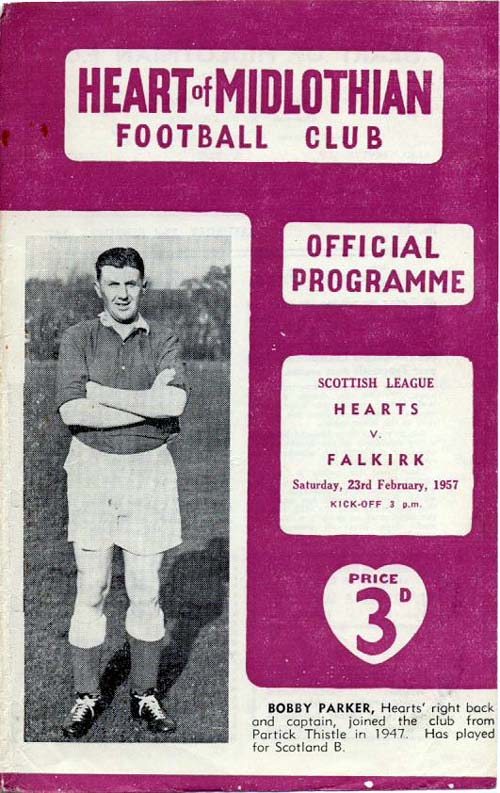 HEART of MIDLOTHIAN
FOOTBALL CLUB
OFFICIAL
PROGRAMME
SCOTTISH LEAGUE
HEARTS
V.
FALKIRK
Saturday, 23rd February, 1957
KICK-OFF 3 p.m.
PRICE
3D
BOBBY PARKER, Hearts' right back
and captain, joined the club from
Partick Thistle in 1947. Has played
for Scotland B.